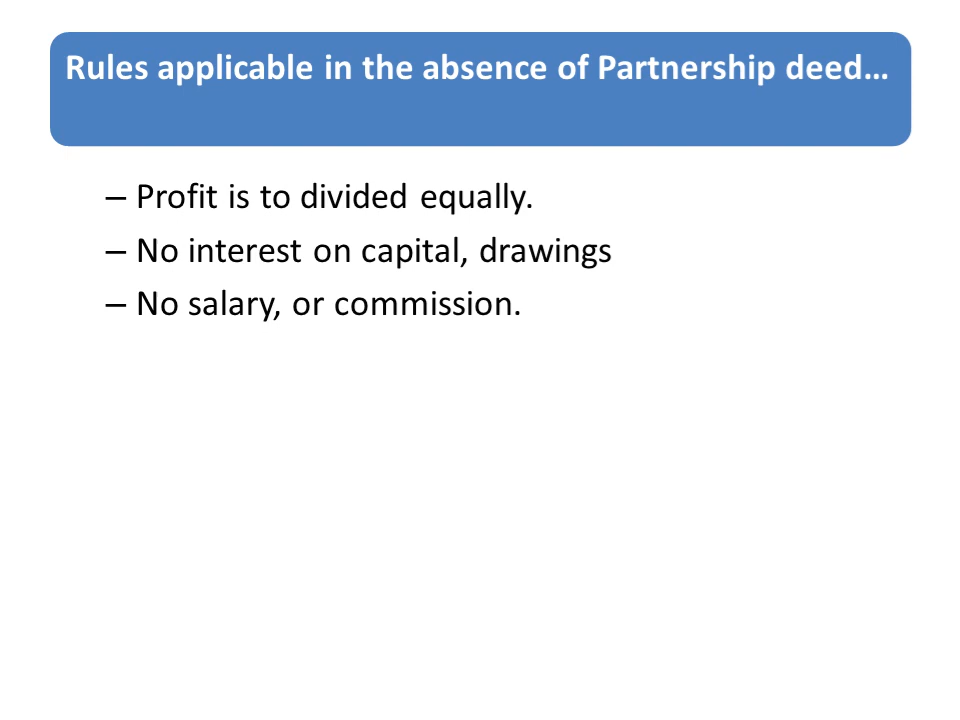 Rules applicable in the absence of Partnership deed…
– Profit is to divided equally.
– No interest on capital, drawings
– No salary, or commission.